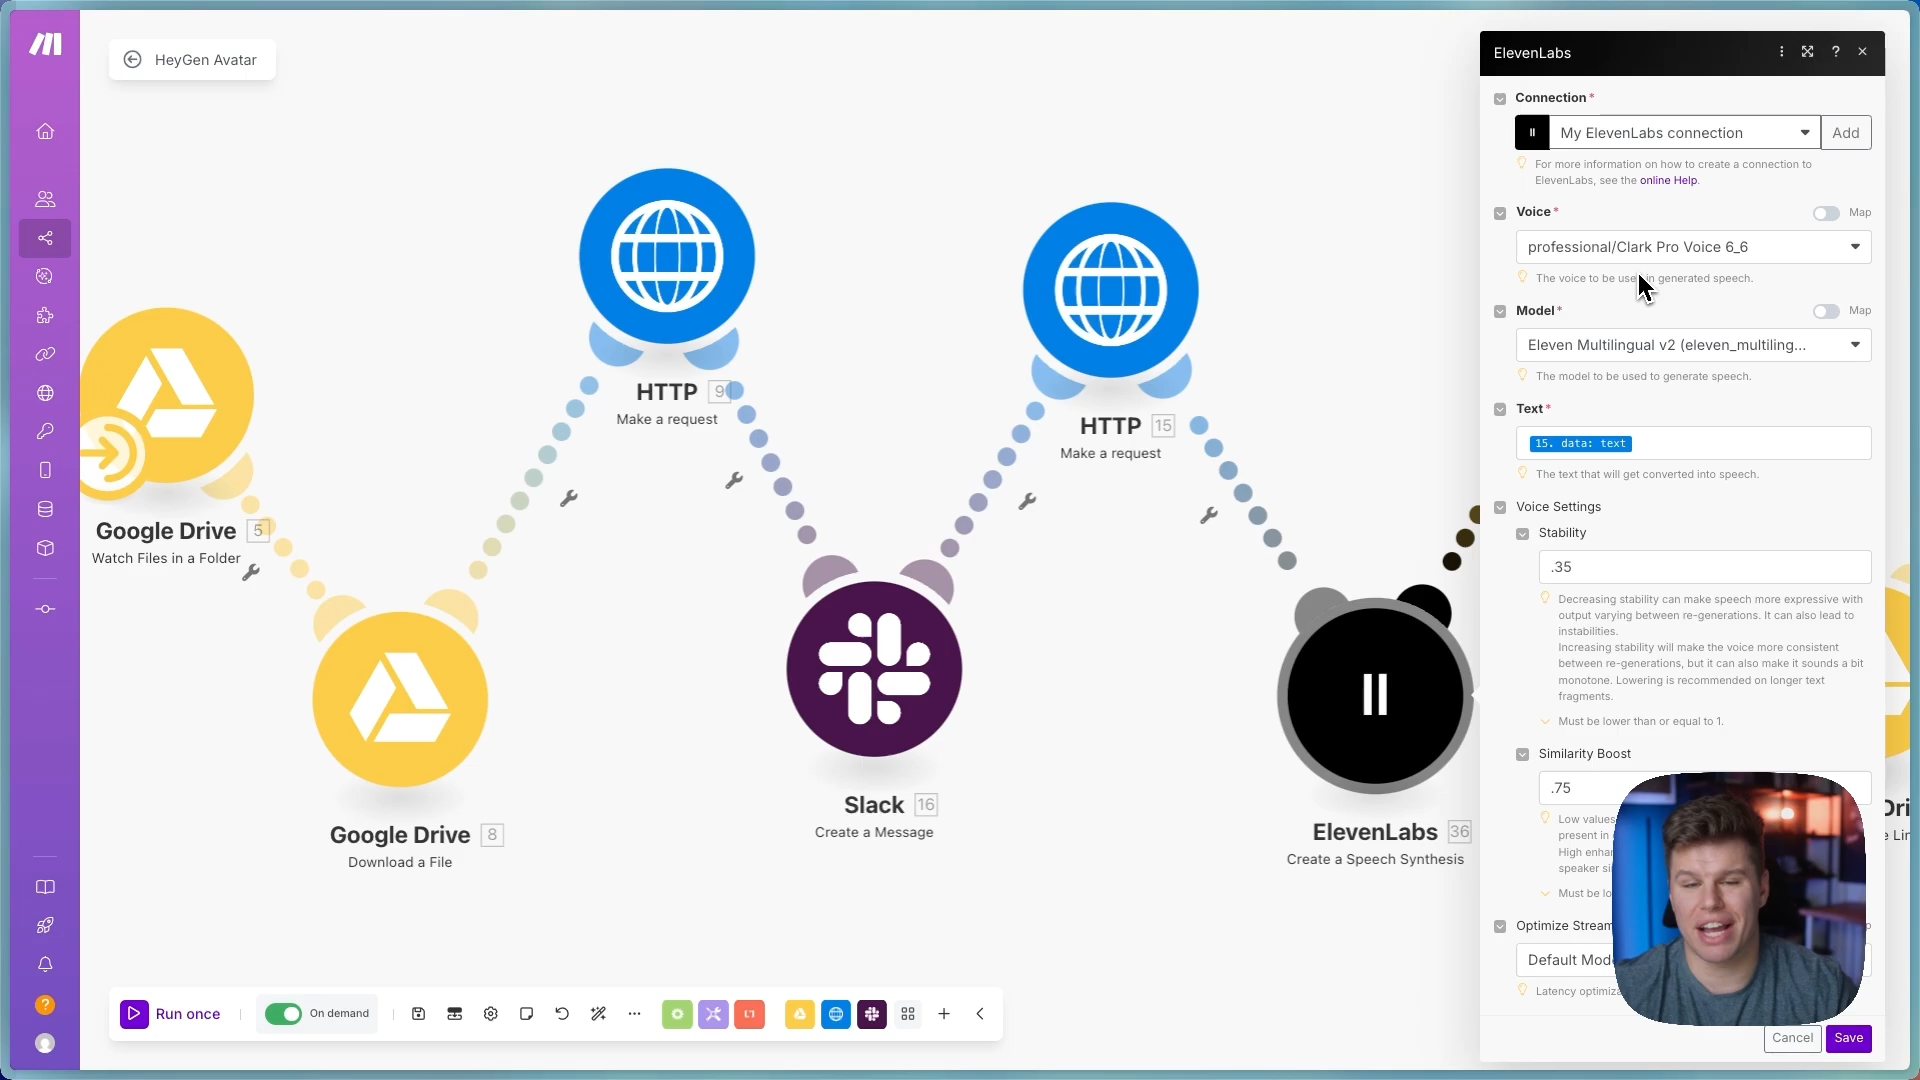 HeyGen Avatar
Google Drive 5
Watch Files in a Folder
Google Drive 8
Download a File
HTTP 9
Make a request
Slack 16
Create a Message
HTTP 15
Make a request
ElevenLabs 36
Create a Speech Synthesis
Run once
On demand
ElevenLabs
Connection *
My ElevenLabs connection
Add
For more information on how to create a connection to
ElevenLabs, see the online Help.
Voice *
Map
professional/Clark Pro Voice 6_6
The voice to be used in generated speech.
Model *
Map
Eleven Multilingual v2 (eleven_multiling...
The model to be used to generate speech.
Text *
15. data: text
The text that will get converted into speech.
Voice Settings
Stability
.35
Decreasing stability can make speech more expressive with
output varying between re-generations. It can also lead to
instabilities.
Increasing stability will make the voice more consistent
between re-generations, but it can also make it sounds a bit
monotone. Lowering is recommended on longer text
fragments.
Must be lower than or equal to 1.
Similarity Boost
.75
Low values
present in
High
speaker
Must be
Optimize
Default
Latency
Cancel
Save